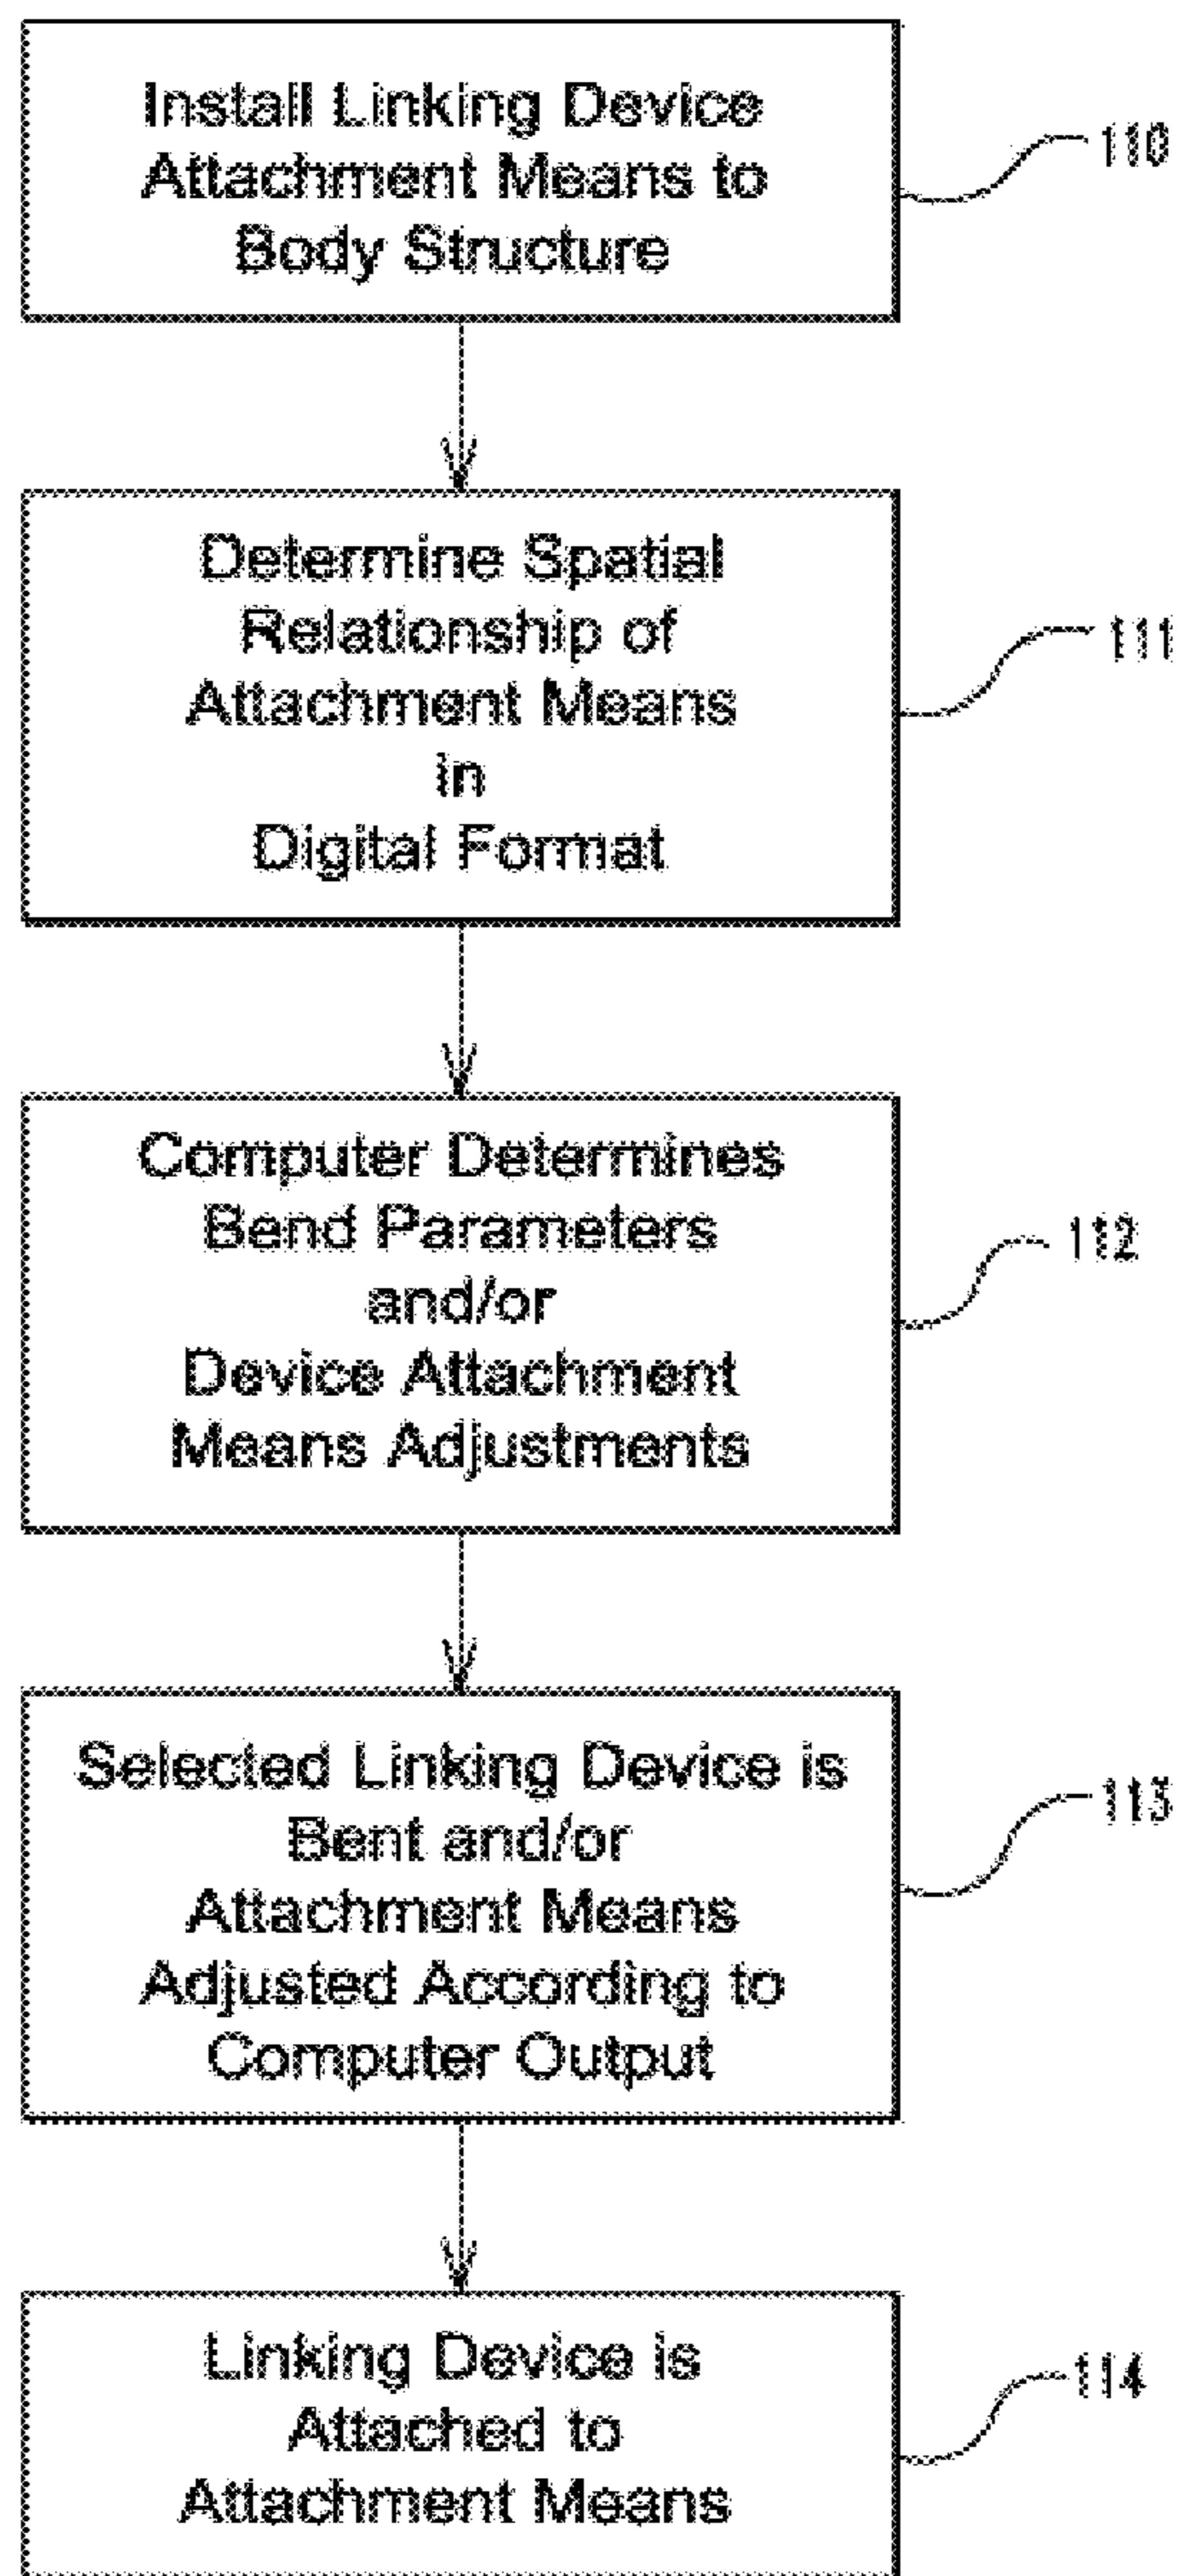 Install Linking Device
Attachment Means to
Body Structure
110
Determine Spatial
Relationship of
Attachment Means
in
Digital Format
111
Computer Determines
Bend Parameters
and/or
Device Attachment
Means Adjustments
112
Selected Linking Device is
Bent and/or
Attachment Means
Adjusted According to
Computer Output
113
Linking Device is
Attached to
Attachment Means
114